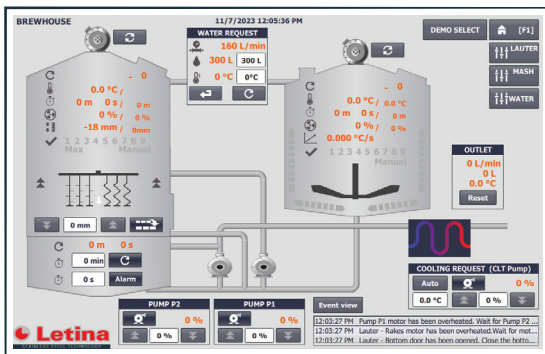 BREWHOUSE
11/7/2023 12:05:36 PM
DEMO SELECT
[F1]
WATER REQUEST
160 L/min
300 L
300 L
0 °C
0°C
LAUTER
MASH
WATER
- 0
0.0 °C /
0 m 0 s / 0 m
0 % / 0 %
-18 mm / 0mm
1 2 3 4 5 6 7 8 9
Max Manual
0 mm
0 m 0 s
0 min
0 s
Alarm
- 0
0.0 °C / 0.0 °C
0 m 0 s / 0 m
0 % / 0 %
0.000 °C/s
1 2 3 4 5 6 7 8 9
Manual
OUTLET
0 L/min
0 L
0.0 °C
Reset
COOLING REQUEST (CLT Pump)
Auto
0 %
0.0 °C
0 %
PUMP P2
0 %
0 %
PUMP P1
0 %
0 %
Event view
12:03:27 PM Pump P1 motor has been overheated. Wait for Pump P2 ...
12:03:27 PM Lauter - Rakes motor has been overheated.Wait for mot...
12:03:27 PM Lauter - Bottom door has been opened. Close the botto...
Letina
STAINLESS STEEL TECHNOLOGY